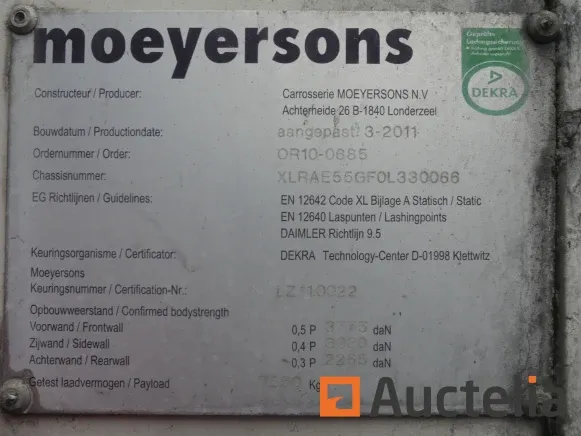 moeyersons
DEKRA
Constructeur / Producer: Carrosserie MOEYERSONS N.V
Achterheide 26 B-1840 Londerzeel
Bouwdatum / Productiondate: aangepast: 3-2011
Ordernummer / Order: OR10-0685
Chassisnummer: XLRAE55GF0L330066
EG Richtlijnen / Guidelines: EN 12642 Code XL Bijlage A Statisch / Static
EN 12640 Laspunten / Lashingpoints
DAIMLER Richtlijn 9.5
Keuringsorganisme / Certificator: DEKRA Technology-Center D-01998 Klettwitz
Moeyersons
Keuringsnummer / Certification-Nr.:
Opbouwweerstand / Confirmed bodystrength
Voorwand / Frontwall 0,5 P daN
Zijwand / Sidewall 0,4 P daN
Achterwand / Rearwall 0,3 P daN
Getest laadvermogen / Payload Kg
Auctelia